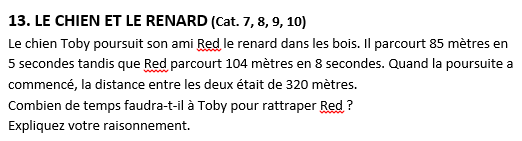 13. LE CHIEN ET LE RENARD (Cat. 7, 8, 9, 10)
Le chien Toby poursuit son ami Red le renard dans les bois. Il parcourt 85 mètres en
5 secondes tandis que Red parcourt 104 mètres en 8 secondes. Quand la poursuite a
commencé, la distance entre les deux était de 320 mètres.
Combien de temps faudra-t-il à Toby pour rattraper Red ?
Expliquez votre raisonnement.